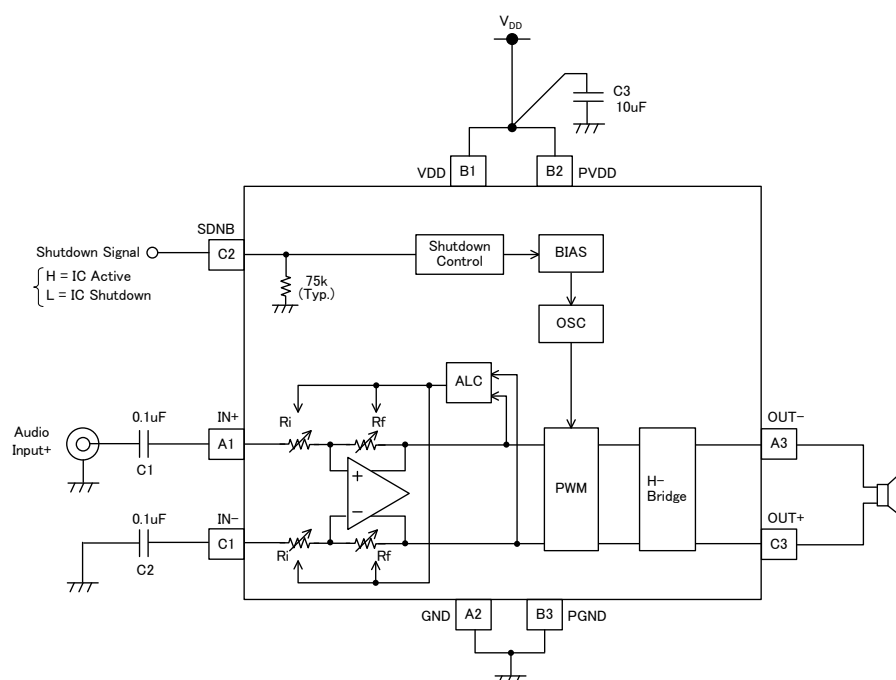 VDD
C3
10uF
VDD
B1
B2
PVDD
SDNB
C2
Shutdown Signal
H = IC Active
L = IC Shutdown
75k
(Typ.)
Shutdown
Control
BIAS
OSC
ALC
0.1uF
IN+
Ri
Rf
OUT-
Audio
Input+
A1
A3
C1
+
PWM
H-
Bridge
−
0.1uF
IN-
OUT+
C1
C3
C2
Ri
Rf
GND
A2
B3
PGND